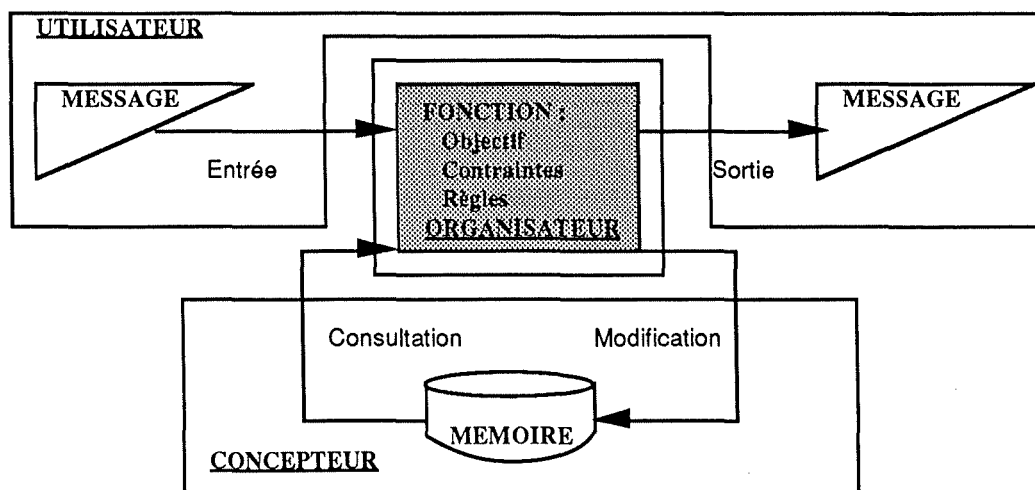 UTILISATEUR
MESSAGE
Entrée
FONCTION :
Objectif
Contraintes
Règles
ORGANISATEUR
MESSAGE
Sortie
Consultation
Modification
MEMOIRE
CONCEPTEUR